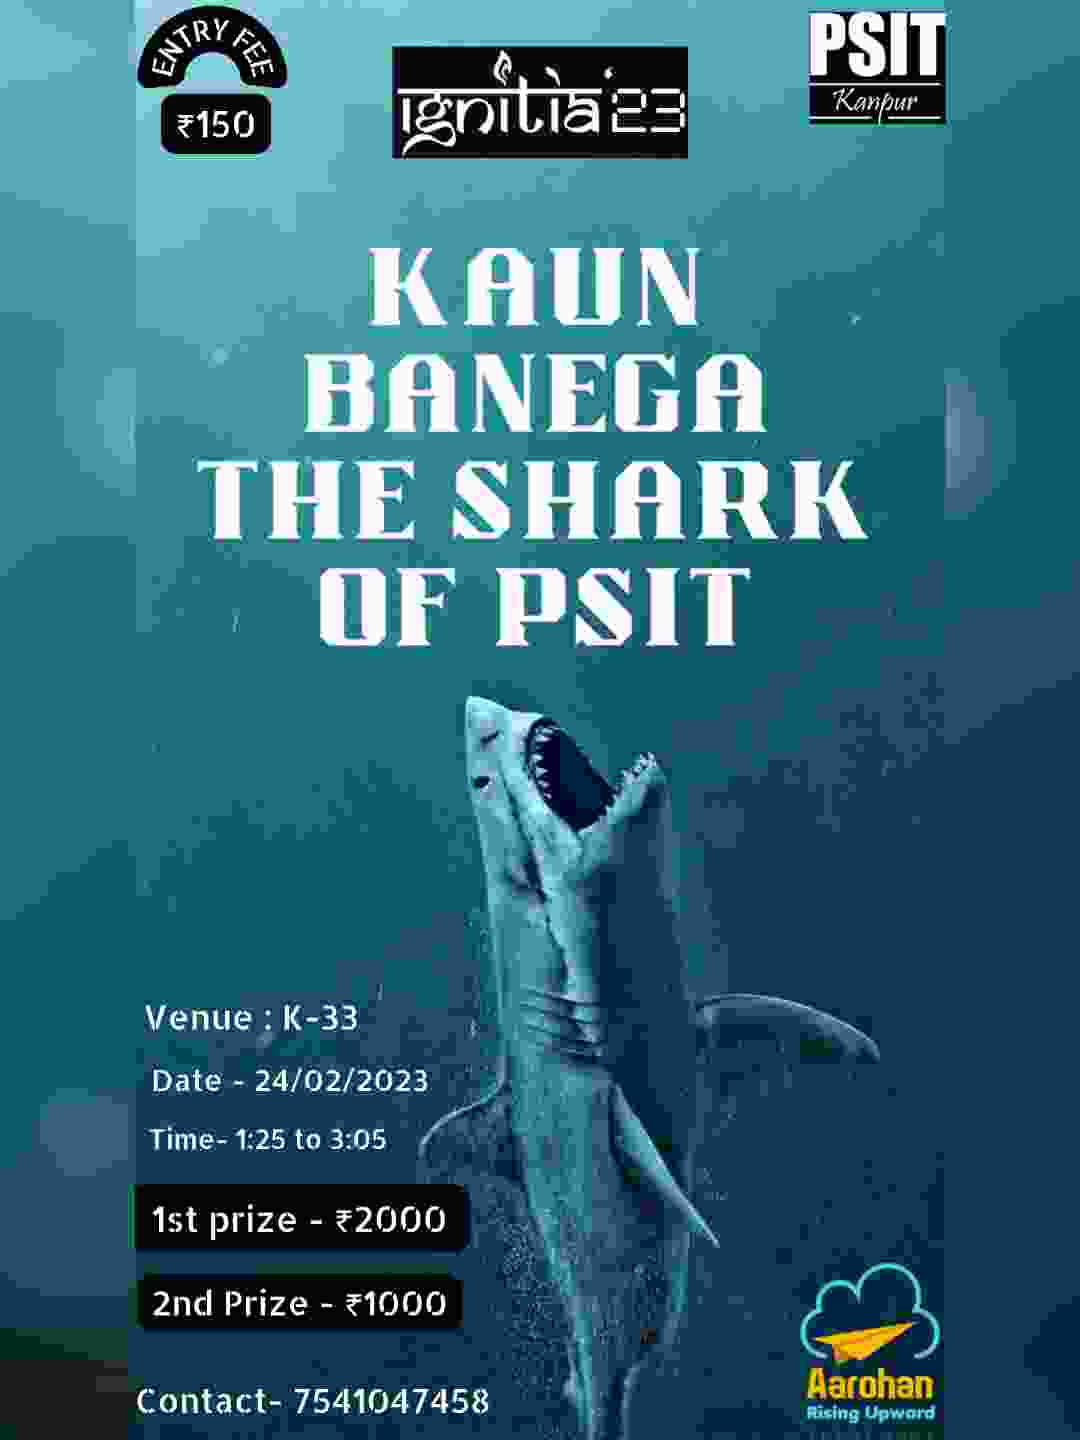 ENTRY FEE
₹150
ignitia'23
PSIT
Kanpur
KAUN
BANEGA
THE SHARK
OF PSIT
Venue : K-33
Date - 24/02/2023
Time- 1:25 to 3:05
1st prize - ₹2000
2nd Prize - ₹1000
Contact- 7541047458
Aarohan
Rising Upward